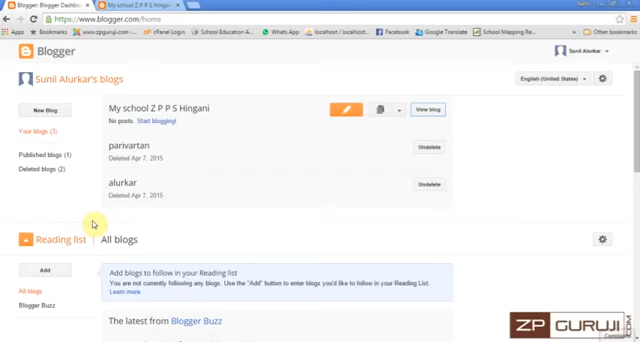 Blogger: Blogger Dashbo
My school Z P P S Hingani
https://www.blogger.com/home
Apps
Bookmarks
www.zpguruji.com
cPanel Login
School Education
Whats App
localhost / localhost /
Facebook
Google Translate
School Mapping Re
Other bookmarks
Blogger
Sunil Alurkar
Sunil Alurkar's blogs
English (United States)
New Blog
My school Z P P S Hingani
View blog
No posts. Start blogging!
Your blogs (3)
parivartan
Undelete
Published blogs (1)
Deleted Apr 7, 2015
Deleted blogs (2)
alurkar
Undelete
Deleted Apr 7, 2015
Reading list
All blogs
Add
Add blogs to follow in your Reading list
You are not currently following any blogs. Use the "Add" button to enter blogs you'd like to follow in your Reading List.
Learn more
All blogs
Blogger Buzz
The latest from Blogger Buzz
ZP GURUJI
.COM